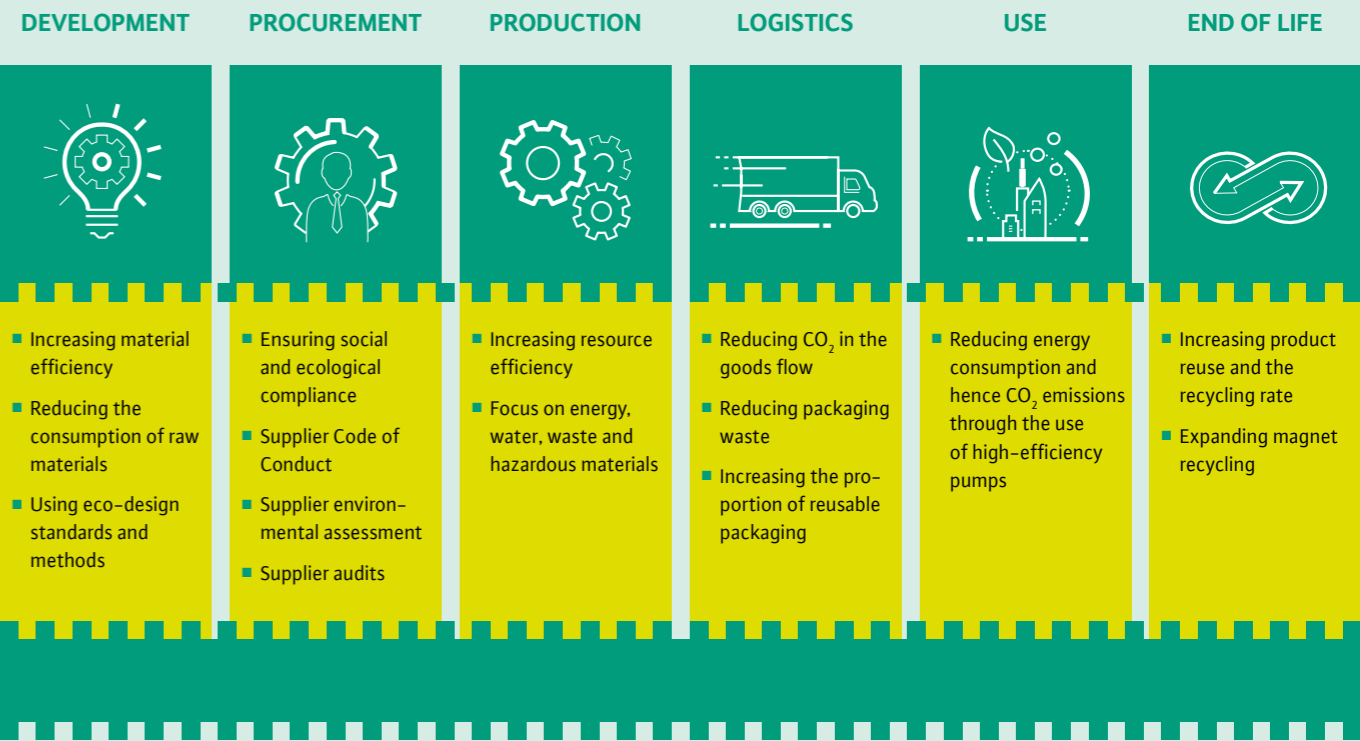 DEVELOPMENT
PROCUREMENT
PRODUCTION
LOGISTICS
USE
END OF LIFE
■ Increasing material
efficiency
■ Reducing the
consumption of raw
materials
■ Using eco-design
standards and
methods
■ Ensuring social
and ecological
compliance
■ Supplier Code of
Conduct
■ Supplier environ-
mental assessment
■ Supplier audits
■ Increasing resource
efficiency
■ Focus on energy,
water, waste and
hazardous materials
■ Reducing CO₂ in the
goods flow
■ Reducing packaging
waste
■ Increasing the pro-
portion of reusable
packaging
■ Reducing energy
consumption and
hence CO₂ emissions
through the use
of high-efficiency
pumps
■ Increasing product
reuse and the
recycling rate
■ Expanding magnet
recycling